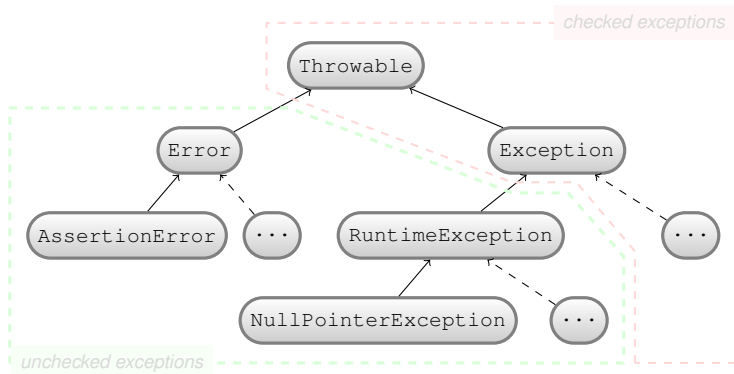 checked exceptions
Throwable
Error
Exception
AssertionError
...
RuntimeException
...
NullPointerException
...
unchecked exceptions